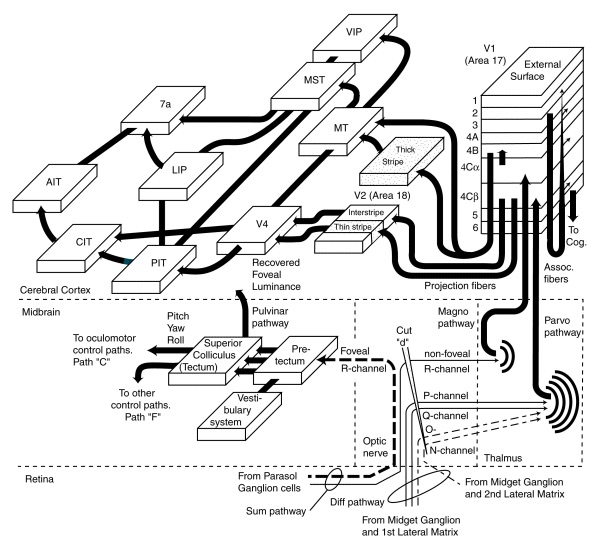 VIP
V1
(Area 17)
External
Surface
MST
7a
MT
1
2
3
4A
4B
4Cα
4Cβ
5
6
Thick
Stripe
AIT
LIP
V2 (Area 18)
Interstripe
Thin stripe
V4
CIT
PIT
To
Cog.
Recovered
Foveal
Luminance
Assoc.
fibers
Projection fibers
Cerebral Cortex
Midbrain
Pitch
Yaw
Roll
Pulvinar
pathway
Cut
"d"
Magno
pathway
Parvo
pathway
To oculomotor
control paths.
Path "C"
Superior
Colliculus
(Tectum)
Pre-
tectum
Foveal
R-channel
non-foveal
R-channel
To other
control paths.
Path "F"
Vesti-
bulary
system
P-channel
Q-channel
O-
N-channel
Optic
nerve
Thalmus
Retina
From Parasol
Ganglion cells
Sum pathway
Diff pathway
From Midget Ganglion
and 2nd Lateral Matrix
From Midget Ganglion
and 1st Lateral Matrix